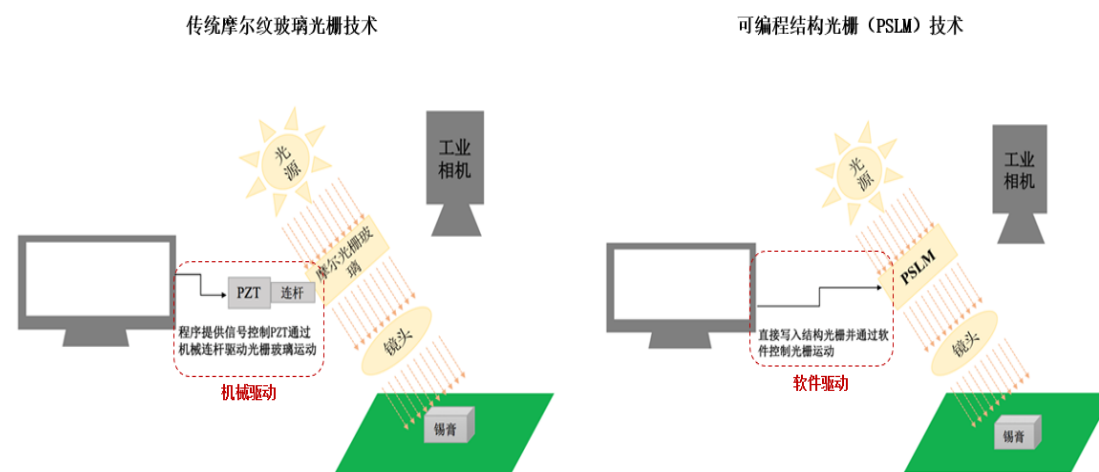 传统摩尔纹玻璃光栅技术
光
源
工业
相机
摩尔光栅玻
璃
PZT
连杆
程序提供信号控制PZT通过
机械连杆驱动光栅玻璃运动
机械驱动
镜头
锡膏
可编程结构光栅（PSLM）技术
光
源
工业
相机
PSLM
直接写入结构光栅并通过软
件控制光栅运动
软件驱动
镜头
锡膏